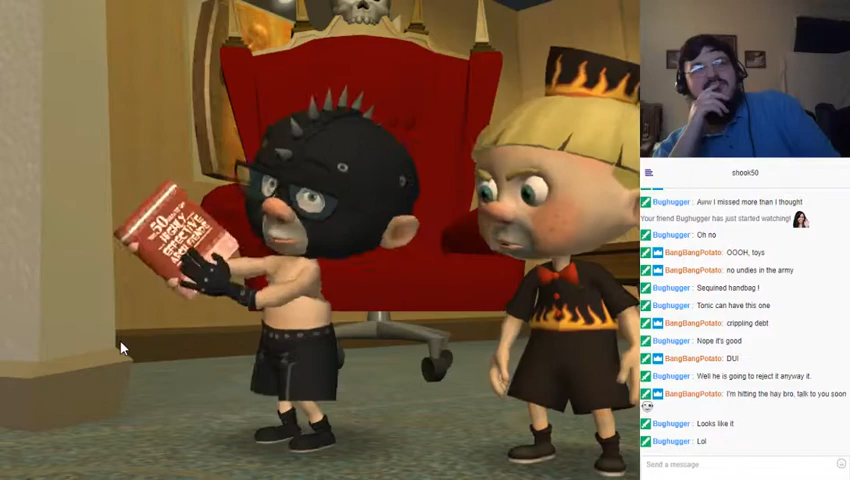 THE 50 HABITS OF
HIGHLY
EFFECTIVE
shook50
Bughugger: Aww I missed more than I thought
Your friend Bughugger has just started watching!
Bughugger: Oh no
BangBangPotato: OOOH, toys
BangBangPotato: no undies in the army
Bughugger: Sequined handbag !
Bughugger: Tonic can have this one
BangBangPotato: crippling debt
Bughugger: Nope it's good
BangBangPotato: DUI
Bughugger: Well he is going to reject it anyway it.
BangBangPotato: I'm hitting the hay bro, talk to you soon
Bughugger: Looks like it
Bughugger: Lol
Send a message